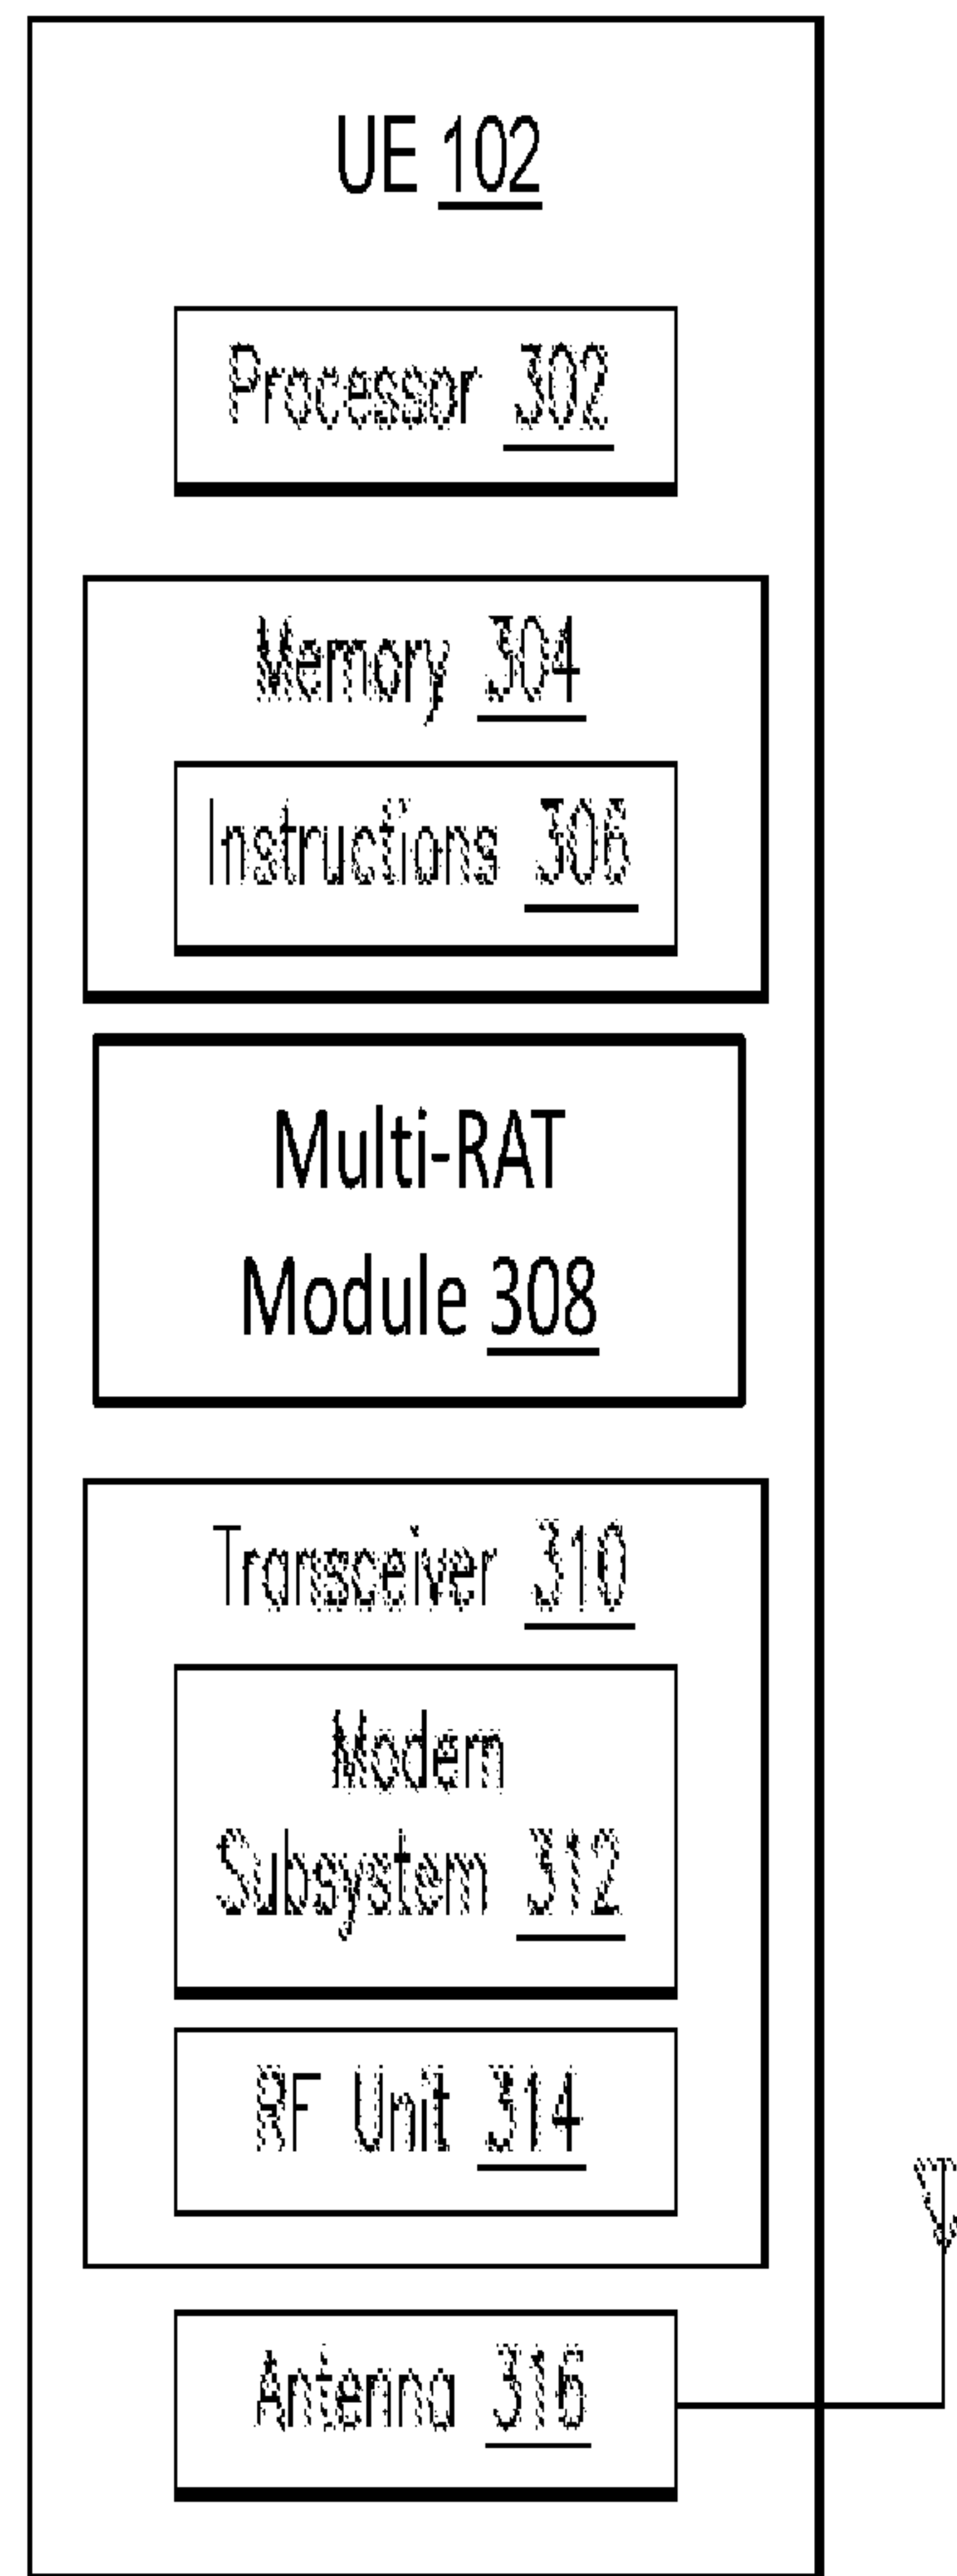 UE 102
Processor 302
Memory 304
Instructions 306
Multi-RAT
Module 308
Transceiver 310
Modem
Subsystem 312
RF Unit 314
Antenna 316